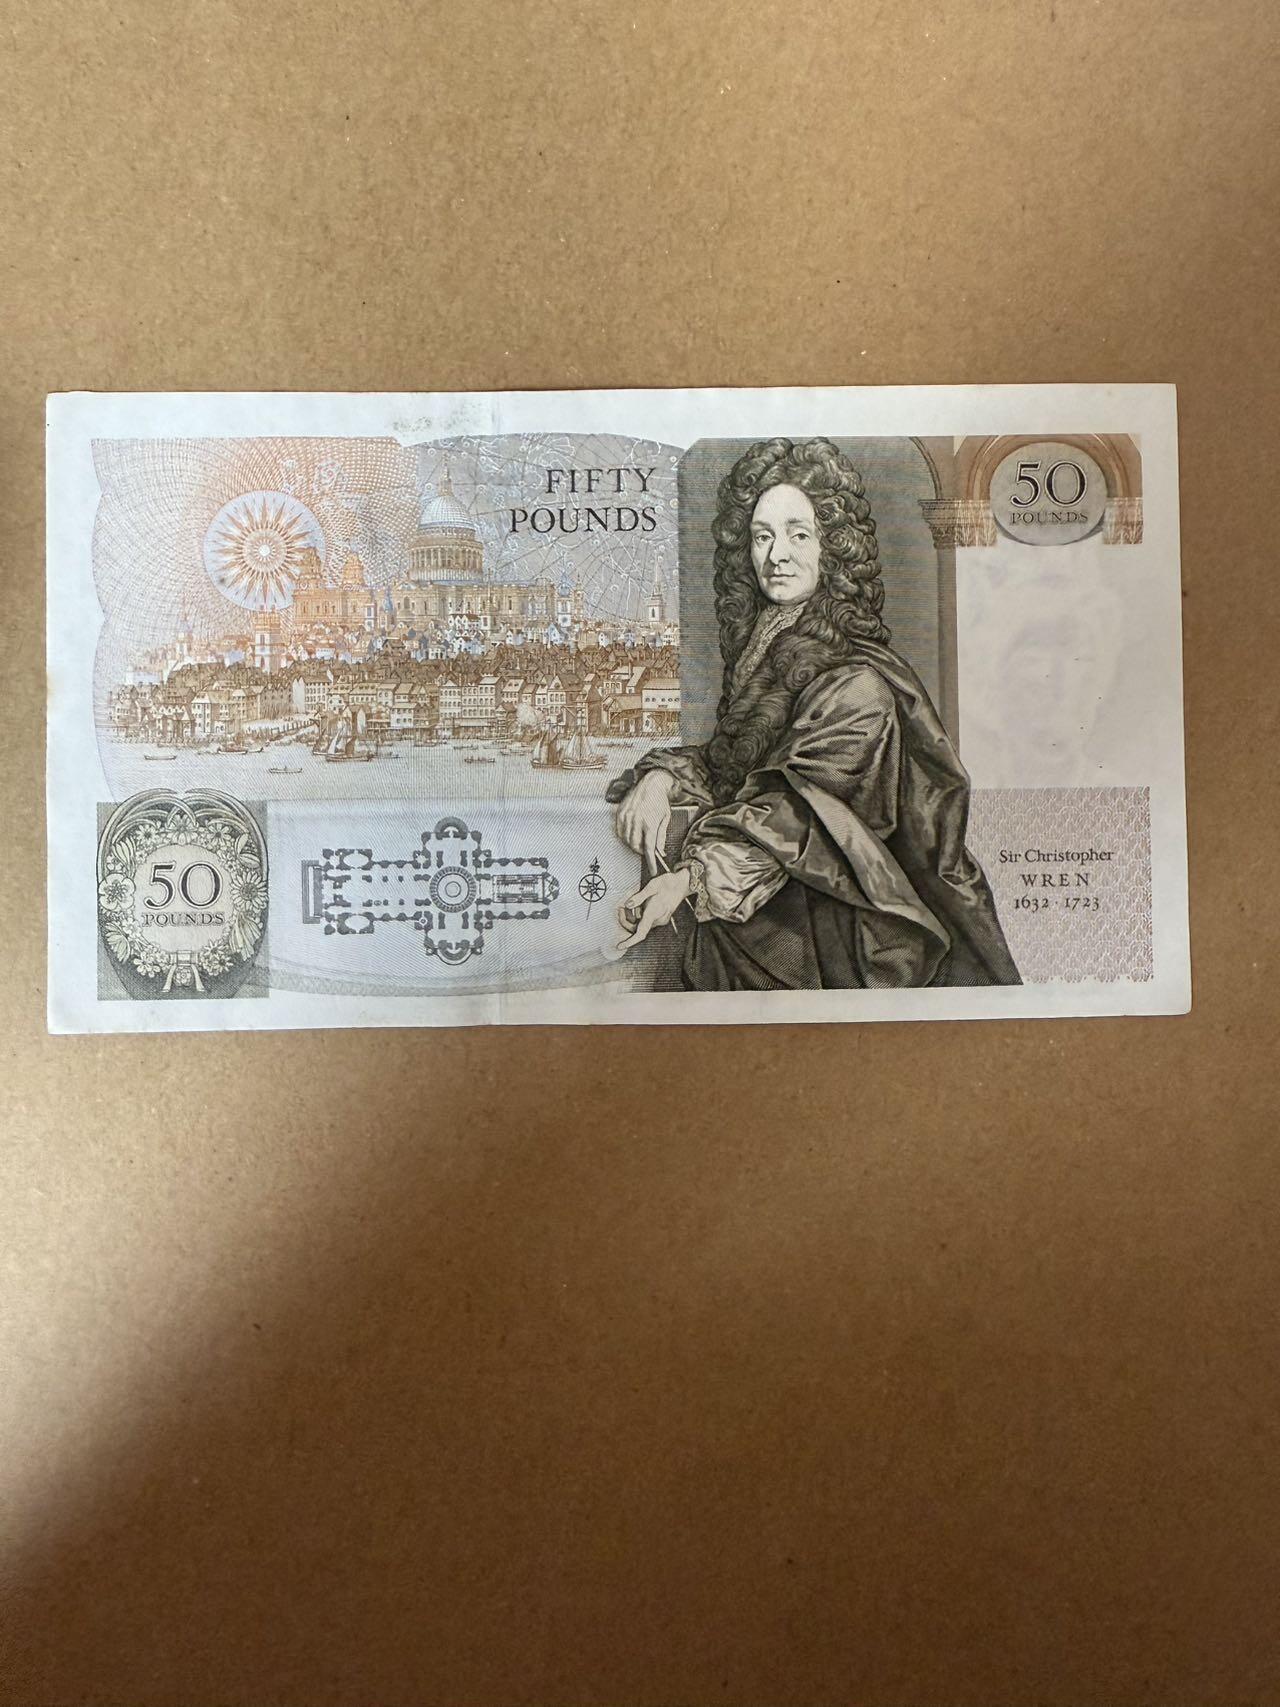 FIFTY
POUNDS
50
POUNDS
50
POUNDS
Sir Christopher
WREN
1632 · 1723